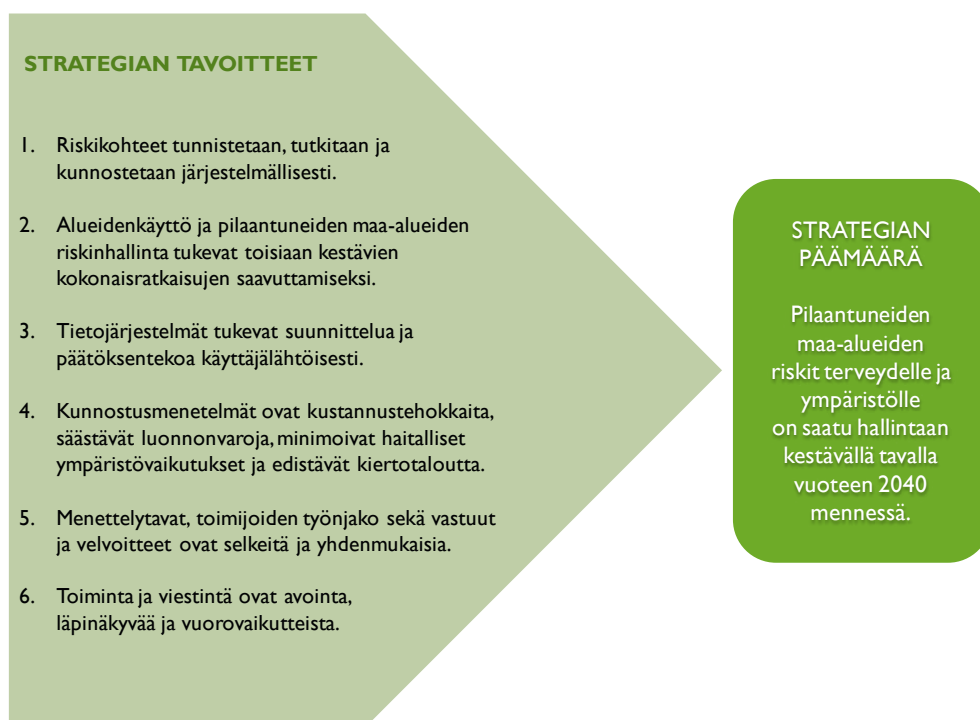 STRATEGIAN TAVOITTEET
1. Riskikohteet tunnistetaan, tutkitaan ja
kunnostetaan järjestelmällisesti.
2. Alueidenkäyttö ja pilaantuneiden maa-alueiden
riskinhallinta tukevat toisiaan kestävien
kokonaisratkaisujen saavuttamiseksi.
3. Tietojärjestelmät tukevat suunnittelua ja
päätöksentekoa käyttäjälähtöisesti.
4. Kunnostusmenetelmät ovat kustannustehokkaita,
säästävät luonnonvaroja, minimoivat haitalliset
ympäristövaikutukset ja edistävät kiertotaloutta.
5. Menettelytavat, toimijoiden työnjako sekä vastuut
ja velvoitteet ovat selkeitä ja yhdenmukaisia.
6. Toiminta ja viestintä ovat avointa,
läpinäkyvää ja vuorovaikutteista.
STRATEGIAN
PÄÄMÄÄRÄ
Pilaantuneiden
maa-alueiden
riskit terveydelle ja
ympäristölle
on saatu hallintaan
kestävällä tavalla
vuoteen 2040
mennessä.